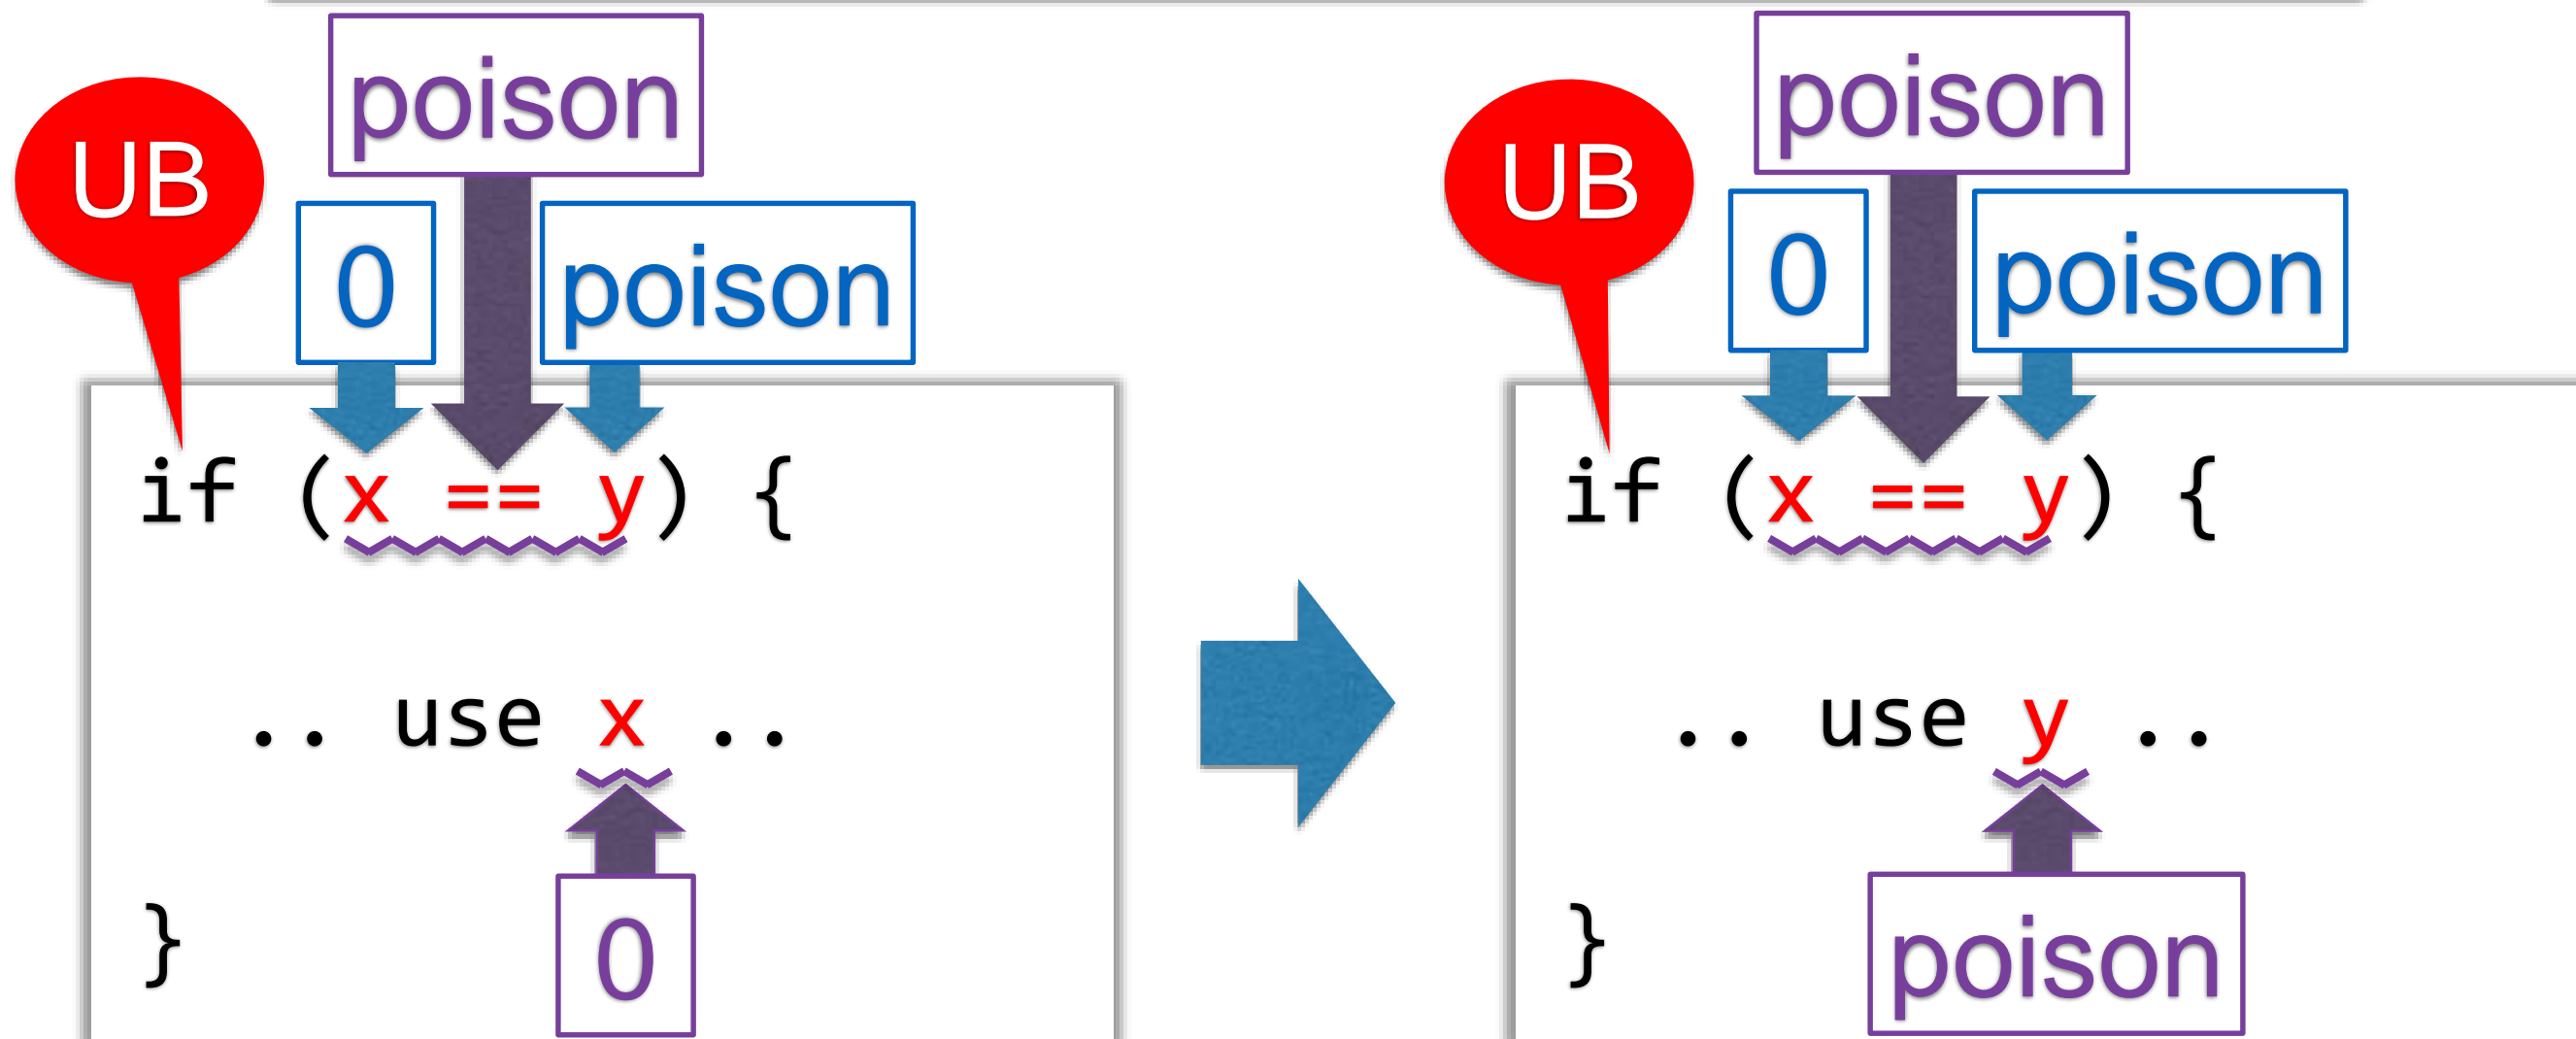 poison
UB
0 poison
if (x == y) {
.. use x ..
0
}
poison
UB
0 poison
if (x == y) {
.. use y ..
}
poison